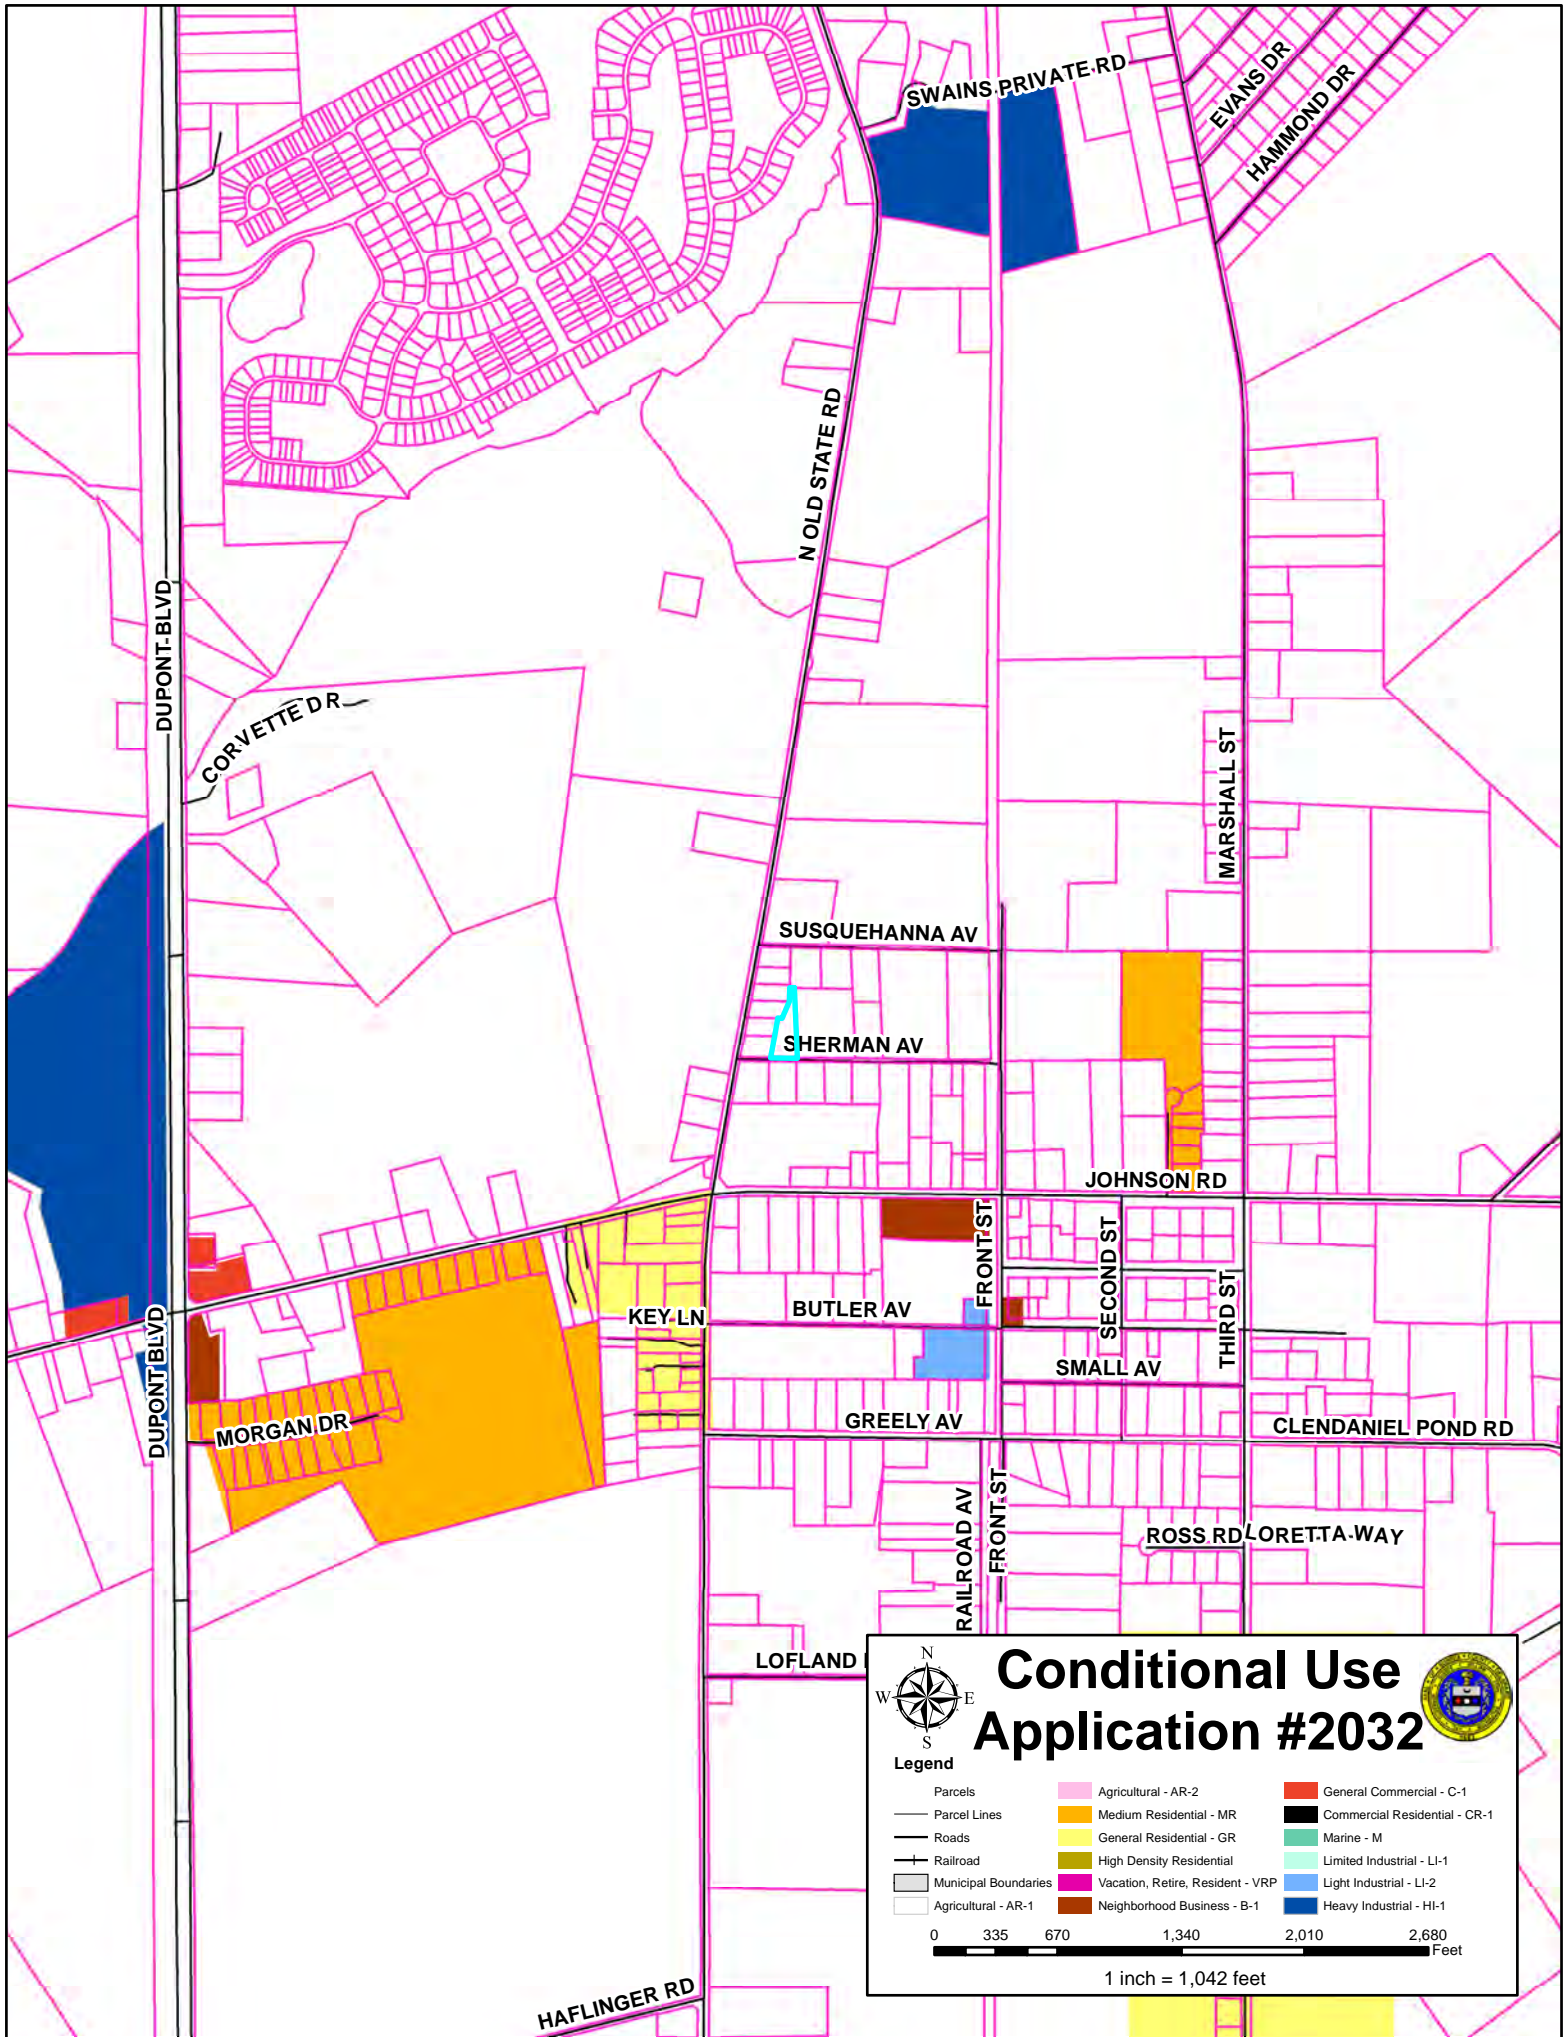 SWAINS PRIVATE RD
EVANS DR
HAMMOND DR
N OLD STATE RD
DUPONT BLVD
CORVETTE DR
MARSHALL ST
SUSQUEHANNA AV
SHERMAN AV
JOHNSON RD
FRONT ST
SECOND ST
THIRD ST
KEY LN
BUTLER AV
SMALL AV
DUPONT BLVD
MORGAN DR
GREELY AV
CLENDANIEL POND RD
RAILROAD AV
FRONT ST
ROSS RD
LORETTA WAY
LOFLAND
HAFLINGER RD
N
W E
S
Conditional Use
Application #2032
Legend
Parcels
Parcel Lines
Roads
Railroad
Municipal Boundaries
Agricultural - AR-1
Agricultural - AR-2
Medium Residential - MR
General Residential - GR
High Density Residential
Vacation, Retire, Resident - VRP
Neighborhood Business - B-1
General Commercial - C-1
Commercial Residential - CR-1
Marine - M
Limited Industrial - LI-1
Light Industrial - LI-2
Heavy Industrial - HI-1
0 335 670 1,340 2,010 2,680
Feet
1 inch = 1,042 feet